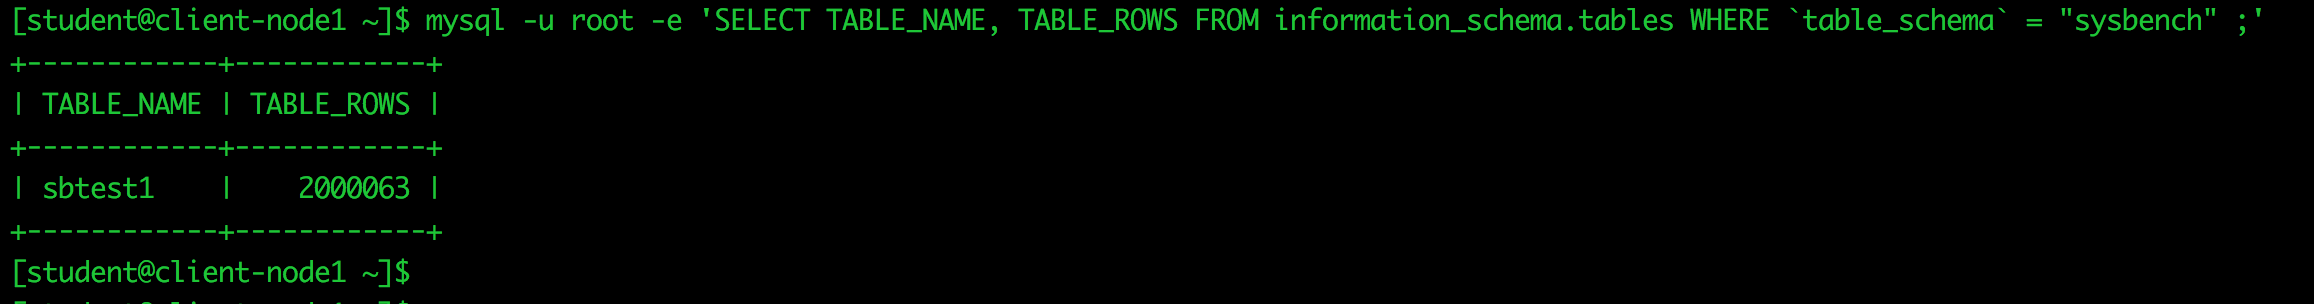 [student@client-node1 ~]$ mysql -u root -e 'SELECT TABLE_NAME, TABLE_ROWS FROM information_schema.tables WHERE `table_schema` = "sysbench" ;'
+------------+------------+
| TABLE_NAME | TABLE_ROWS |
+------------+------------+
| sbtest1    |    2000063 |
+------------+------------+
[student@client-node1 ~]$